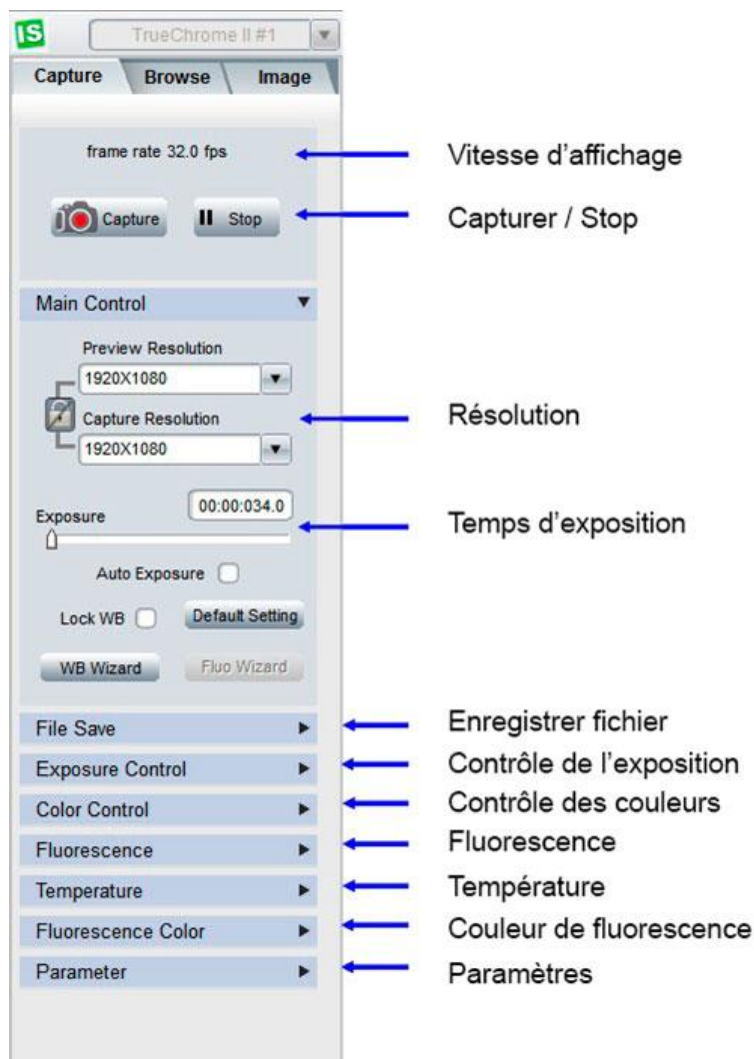 IS TrueChrome II #1
Capture Browse Image
frame rate 32.0 fps
Vitesse d'affichage
Capture Stop
Capturer / Stop
Main Control
Preview Resolution
1920X1080
Capture Resolution
Résolution
1920X1080
00:00:034.0
Exposure
Temps d'exposition
Auto Exposure
Lock WB Default Setting
WB Wizard Fluo Wizard
File Save
Enregistrer fichier
Exposure Control
Contrôle de l'exposition
Color Control
Contrôle des couleurs
Fluorescence
Fluorescence
Temperature
Température
Fluorescence Color
Couleur de fluorescence
Parameter
Paramètres